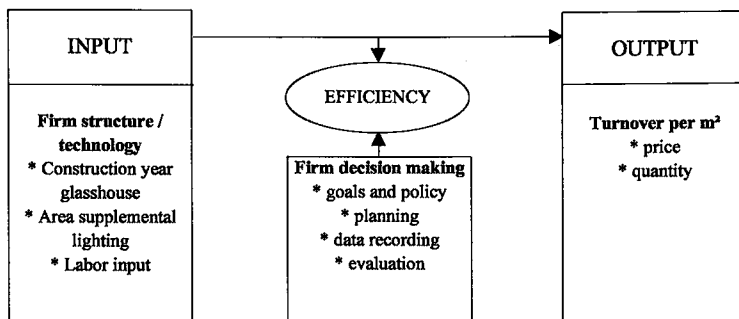 INPUT
Firm structure /
technology
* Construction year
glasshouse
* Area supplemental
lighting
* Labor input
EFFICIENCY
Firm decision making
* goals and policy
* planning
* data recording
* evaluation
OUTPUT
Turnover per m²
* price
* quantity